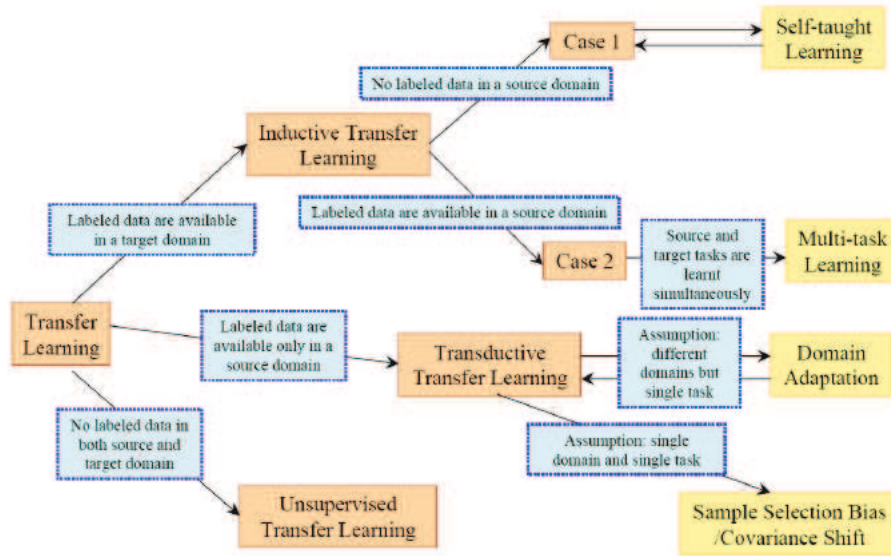 Case 1
Self-taught
Learning
No labeled data in a source domain
Inductive Transfer
Learning
Labeled data are available
in a target domain
Labeled data are available in a source domain
Case 2
Source and
target tasks are
learnt
simultaneously
Multi-task
Learning
Transfer
Learning
Labeled data are
available only in a
source domain
Transductive
Transfer Learning
Assumption:
different
domains but
single task
Domain
Adaptation
No labeled data in
both source and
target domain
Assumption: single
domain and single task
Unsupervised
Transfer Learning
Sample Selection Bias
/Covariance Shift